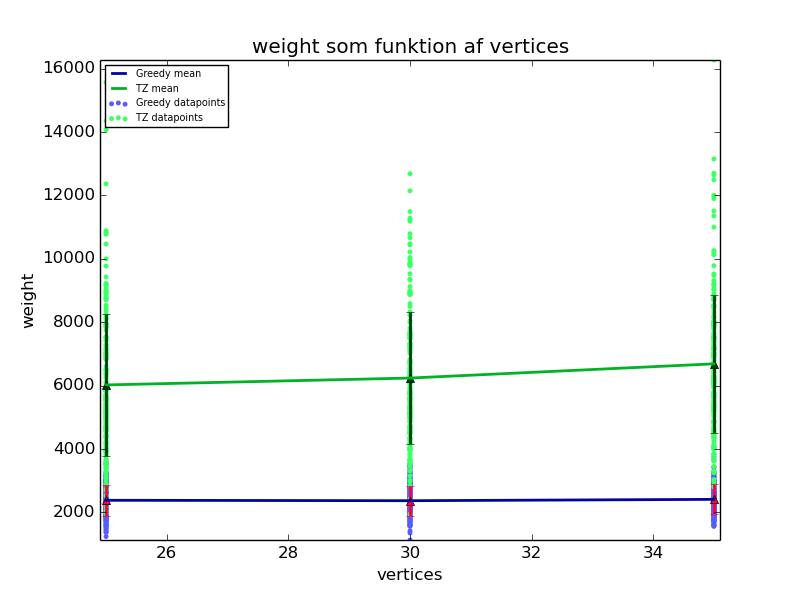 weight som funktion af vertices
16000
14000
12000
10000
8000
6000
4000
2000
weight
Greedy mean
TZ mean
Greedy datapoints
TZ datapoints
26 28 30 32 34
vertices